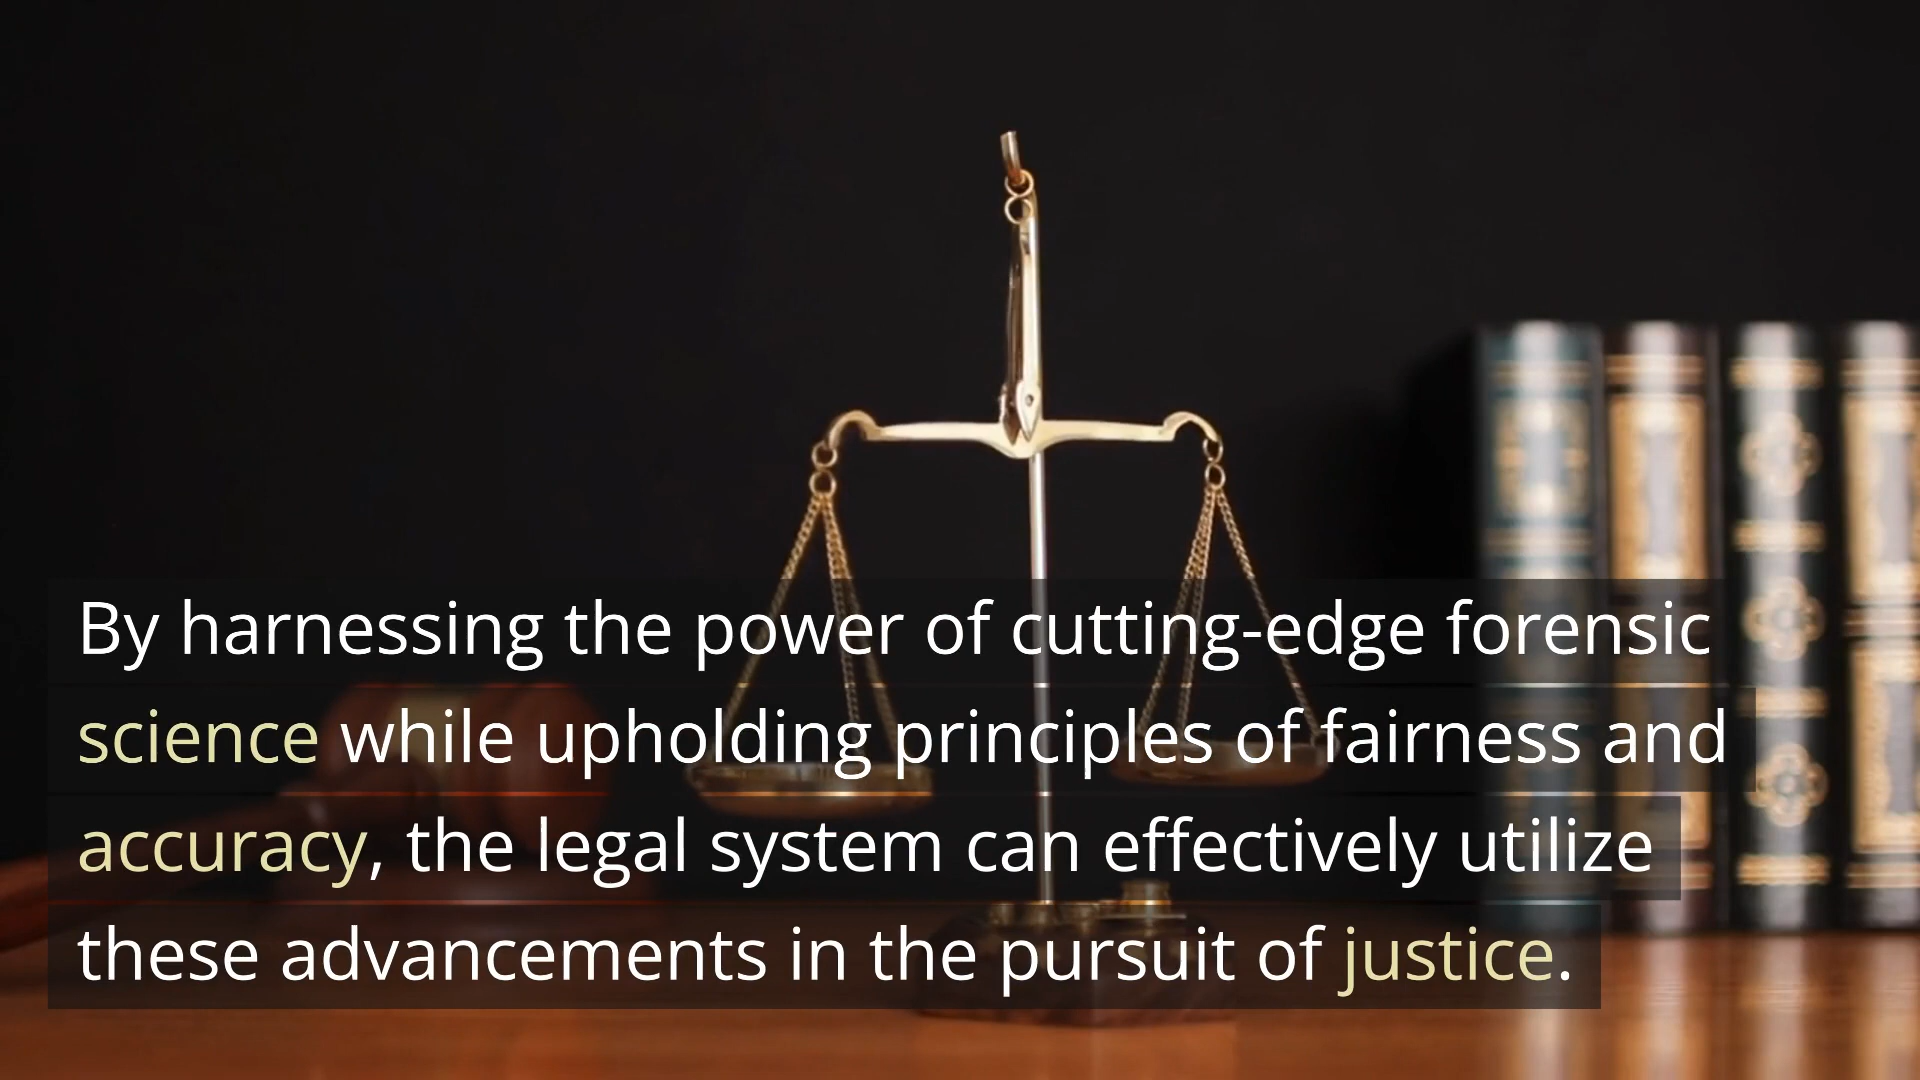 By harnessing the power of cutting-edge forensic
science while upholding principles of fairness and
accuracy, the legal system can effectively utilize
these advancements in the pursuit of justice.